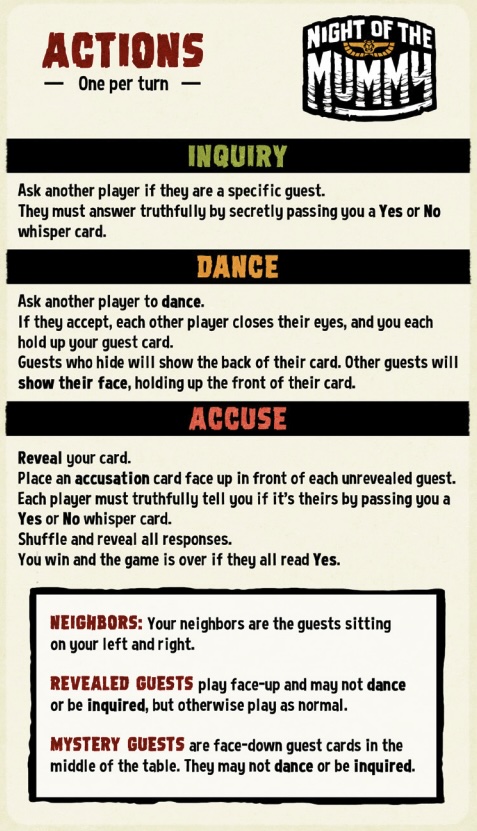 ACTIONS
— One per turn —
NIGHT OF THE
MUMMY
INQUIRY
Ask another player if they are a specific guest.
They must answer truthfully by secretly passing you a Yes or No
whisper card.
DANCE
Ask another player to dance.
If they accept, each other player closes their eyes, and you each
hold up your guest card.
Guests who hide will show the back of their card. Other guests will
show their face, holding up the front of their card.
ACCUSE
Reveal your card.
Place an accusation card face up in front of each unrevealed guest.
Each player must truthfully tell you if it's theirs by passing you a
Yes or No whisper card.
Shuffle and reveal all responses.
You win and the game is over if they all read Yes.
NEIGHBORS: Your neighbors are the guests sitting
on your left and right.
REVEALED GUESTS play face-up and may not dance
or be inquired, but otherwise play as normal.
MYSTERY GUESTS are face-down guest cards in the
middle of the table. They may not dance or be inquired.